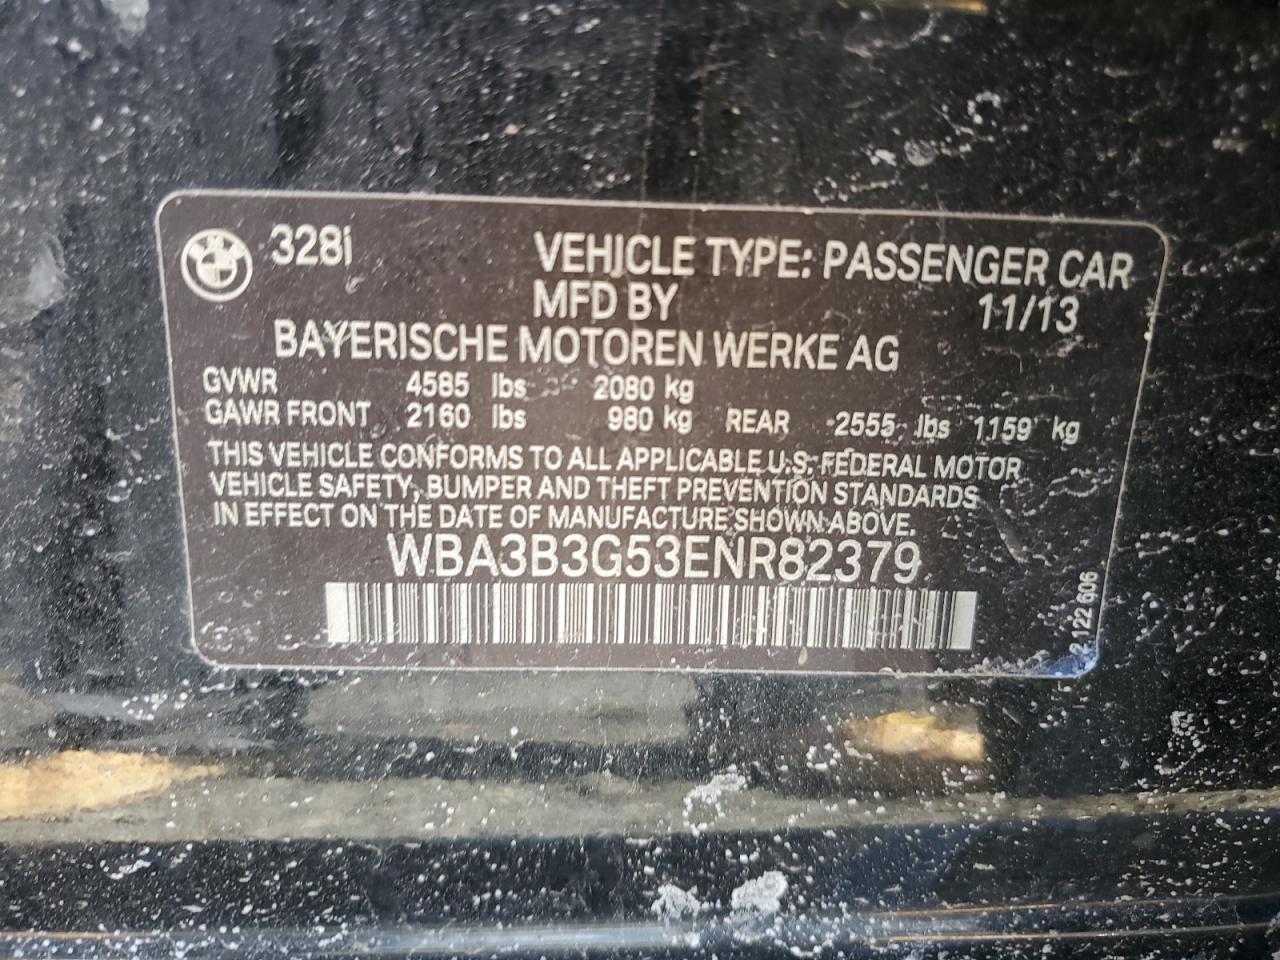 328i
VEHICLE TYPE: PASSENGER CAR
MFD BY 11/13
BAYERISCHE MOTOREN WERKE AG
GVWR 4585 lbs 2080 kg
GAWR FRONT 2160 lbs 980 kg REAR 2555 lbs 1159 kg
THIS VEHICLE CONFORMS TO ALL APPLICABLE U.S. FEDERAL MOTOR
VEHICLE SAFETY, BUMPER AND THEFT PREVENTION STANDARDS
IN EFFECT ON THE DATE OF MANUFACTURE SHOWN ABOVE.
WBA3B3G53ENR82379
122 606